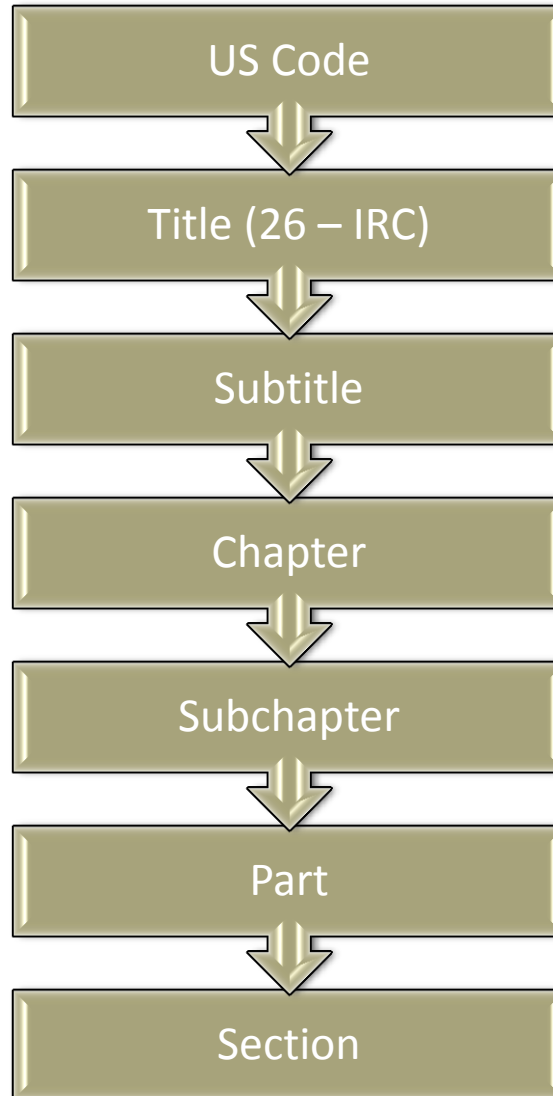 US Code
Title (26 – IRC)
Subtitle
Chapter
Subchapter
Part
Section